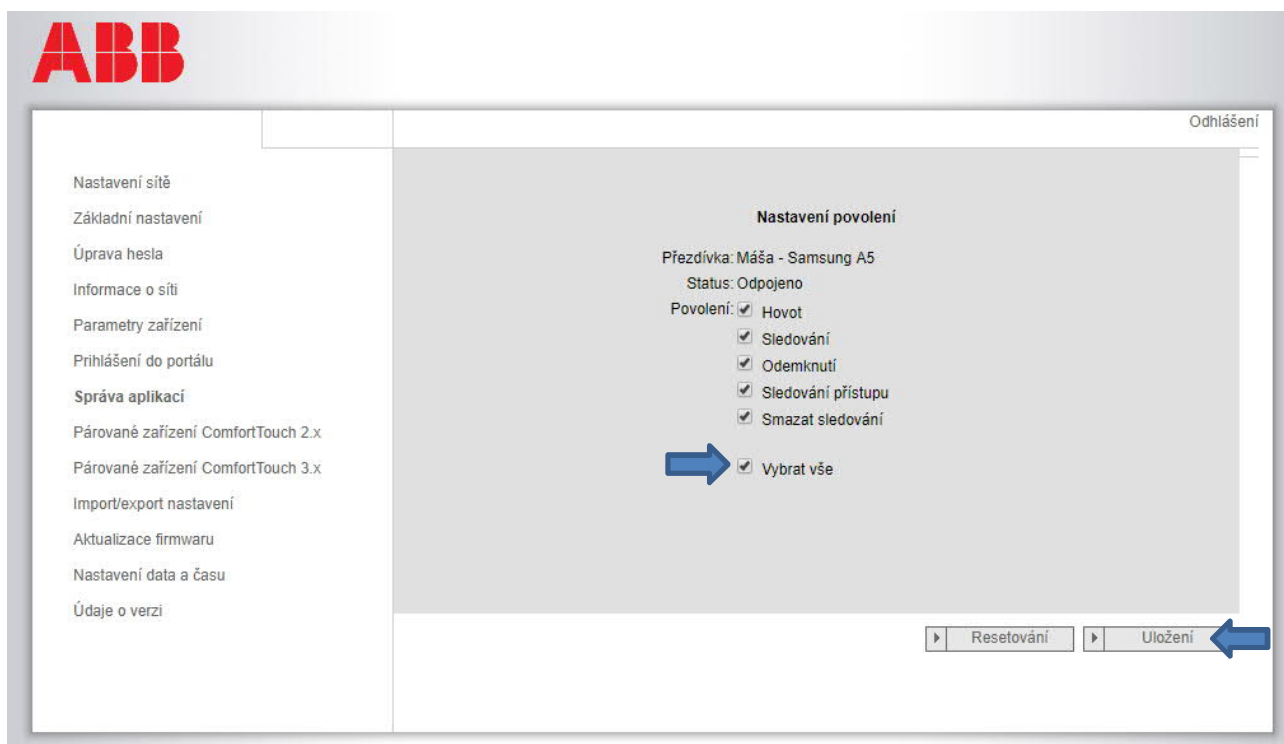 ABB
Odhlášení
Nastavení sítě
Základní nastavení
Úprava hesla
Informace o síti
Parametry zařízení
Prihlášení do portálu
Správa aplikací
Párované zařízení ComfortTouch 2.x
Párované zařízení ComfortTouch 3.x
Import/export nastavení
Aktualizace firmwaru
Nastavení data a času
Údaje o verzi
Nastavení povolení
Přezdívka: Máša - Samsung A5
Status: Odpojeno
Povolení: Hovot
Sledování
Odemknutí
Sledování přístupu
Smazat sledování
Vybrat vše
Resetování
Uložení